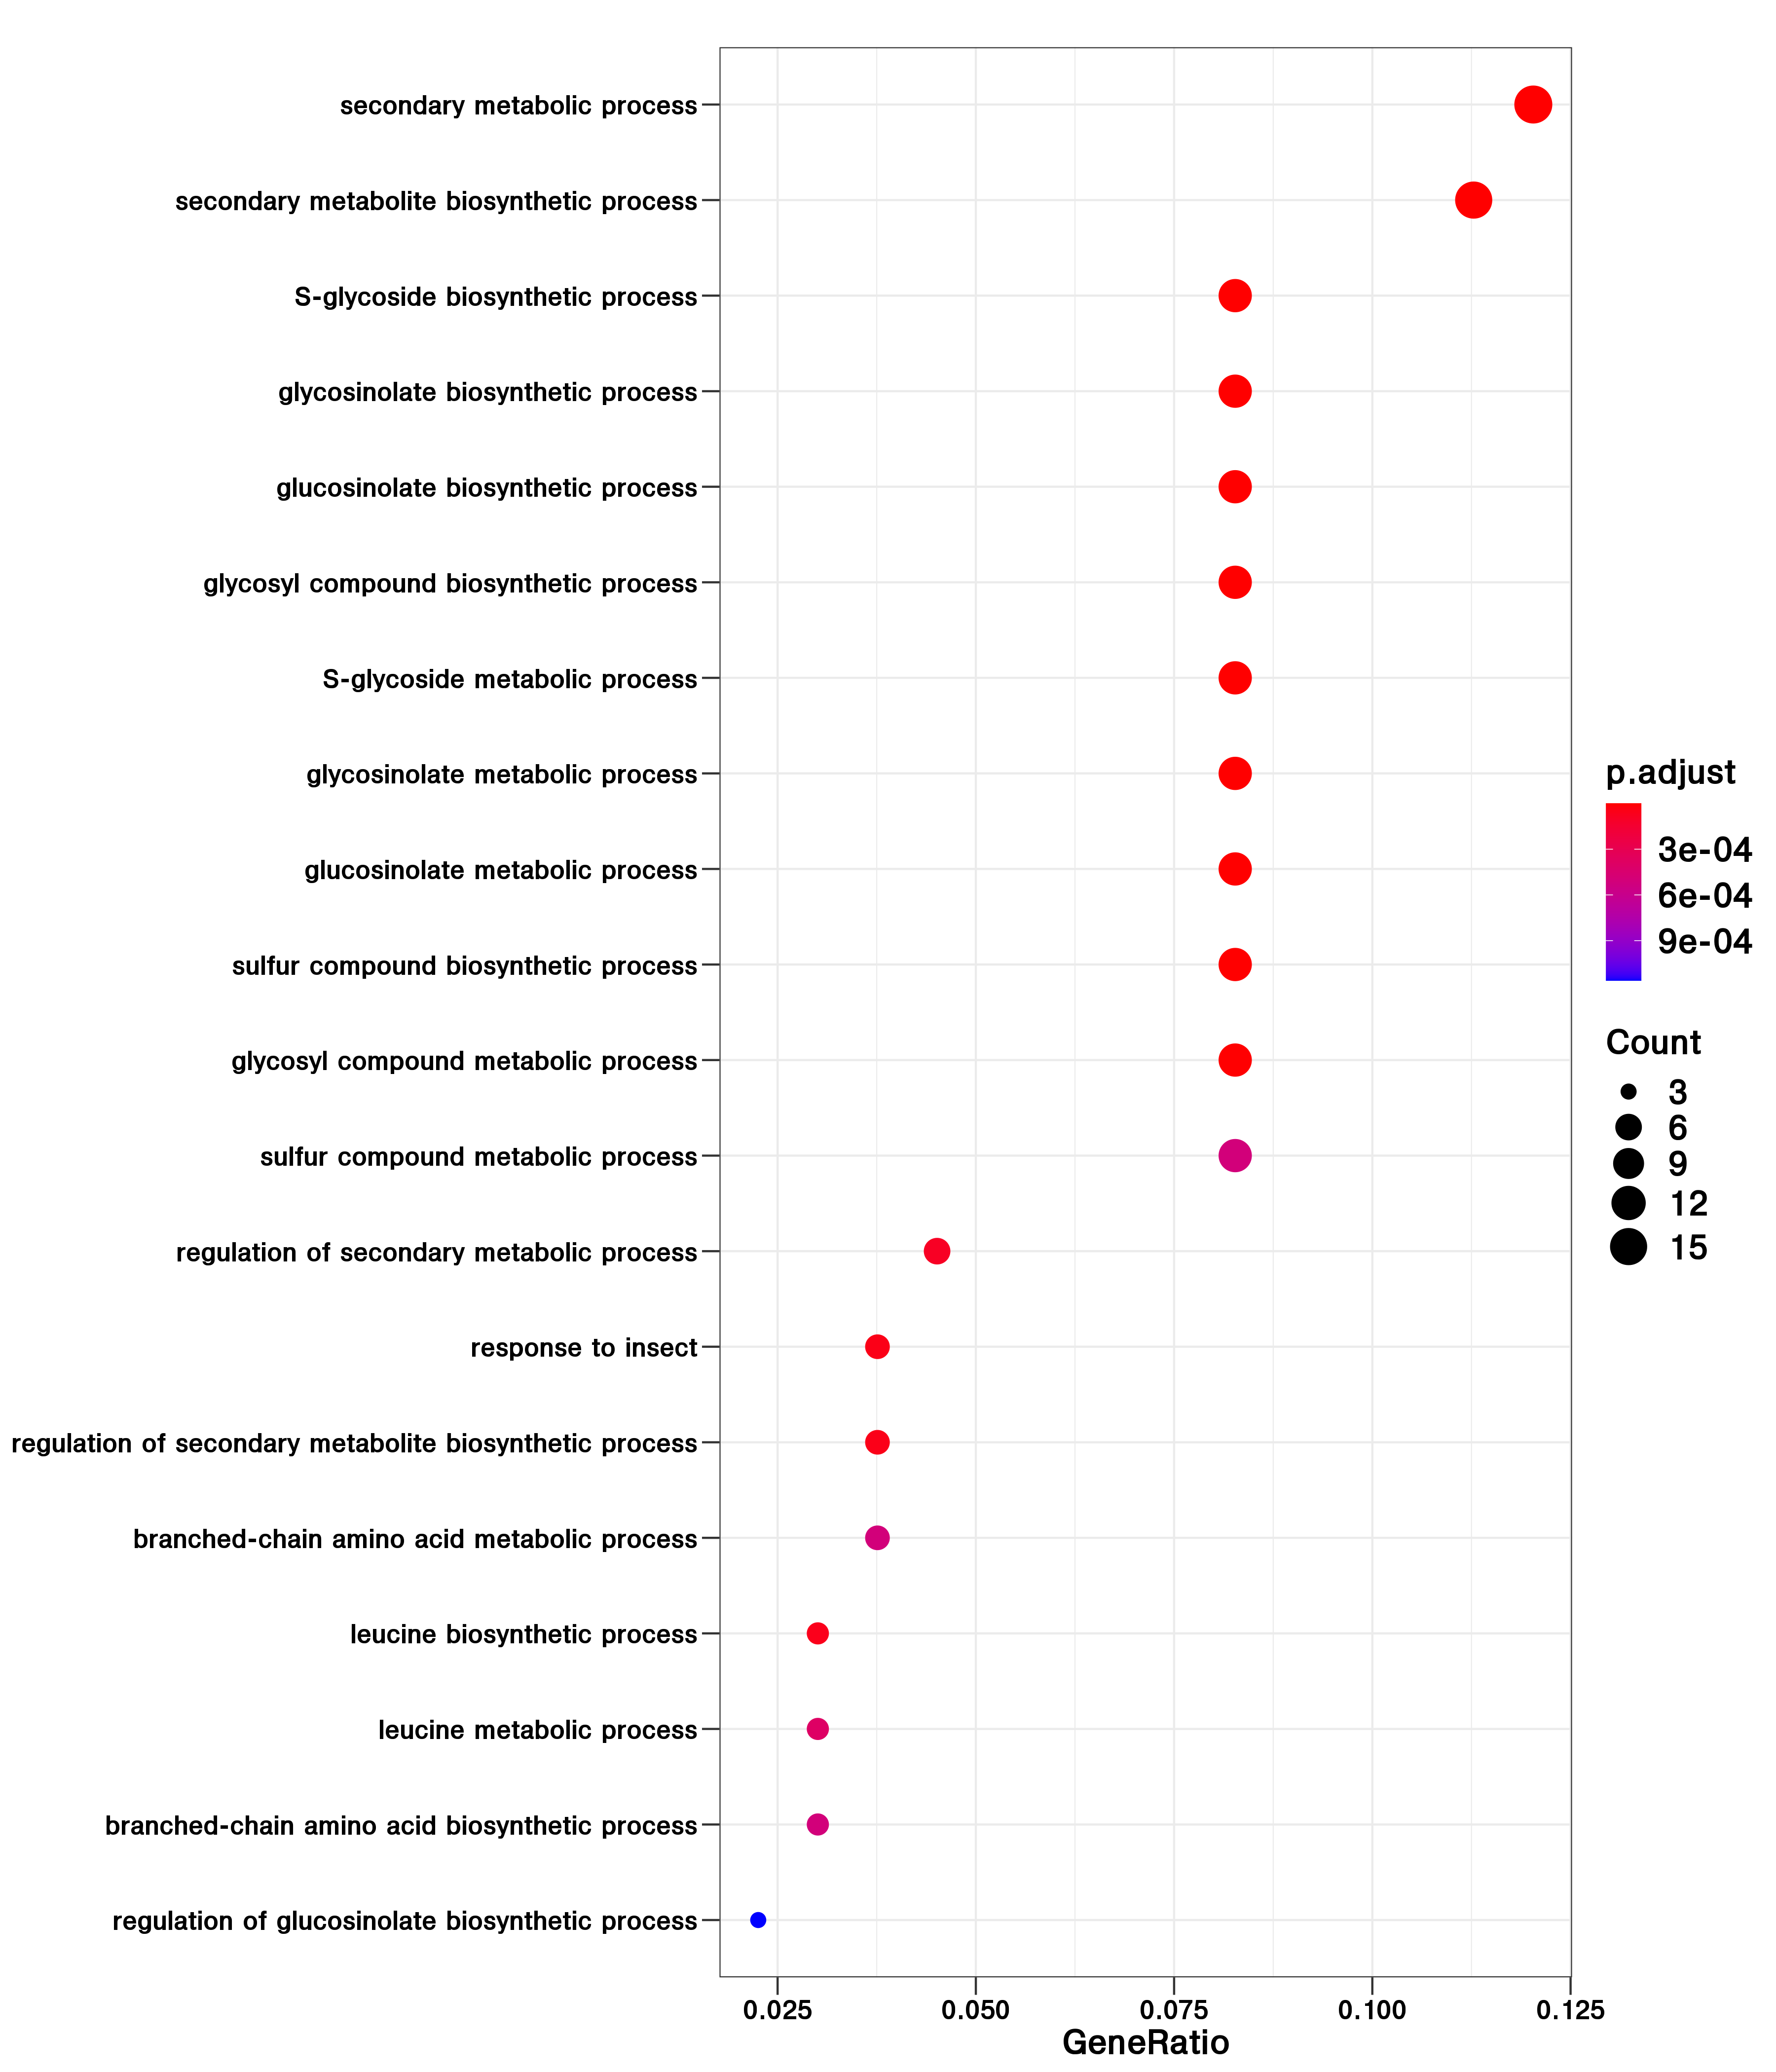 secondary metabolic process
secondary metabolite biosynthetic process
S-glycoside biosynthetic process
glycosinolate biosynthetic process
glucosinolate biosynthetic process
glycosyl compound biosynthetic process
S-glycoside metabolic process
glycosinolate metabolic process
glucosinolate metabolic process
sulfur compound biosynthetic process
glycosyl compound metabolic process
sulfur compound metabolic process
regulation of secondary metabolic process
response to insect
regulation of secondary metabolite biosynthetic process
branched-chain amino acid metabolic process
leucine biosynthetic process
leucine metabolic process
branched-chain amino acid biosynthetic process
regulation of glucosinolate biosynthetic process
0.025 0.050 0.075 0.100 0.125
GeneRatio
p.adjust
3e-04
6e-04
9e-04
Count
3
6
9
12
15